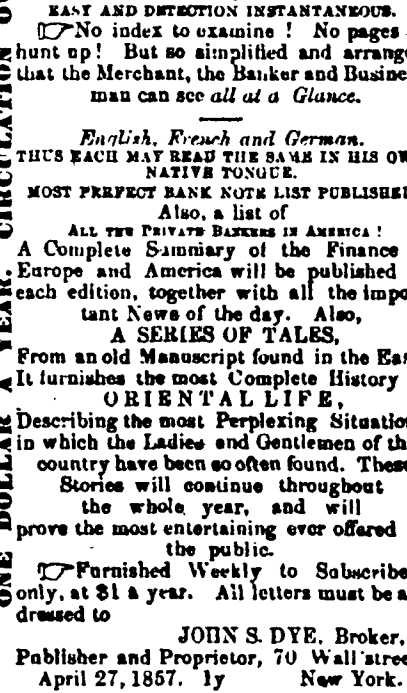 EASY AND DETECTION INSTANTANEOUS.
☞No index to examine ! No pages
hunt up! But so simplified and arrang
that the Merchant, the Banker and Busine
man can see all at a Glance.
English, French and German.
THUS EACH MAY READ THE SAME IN HIS OW
NATIVE TONGUE.
MOST PERFECT BANK NOTE LIST PUBLISHE
Also, a list of
ALL THE PRIVATE BANKERS IN AMERICA !
A Complete Summary of the Finance
Europe and America will be published
each edition, together with all the impo
tant News of the day. Also,
A SERIES OF TALES,
From an old Manuscript found in the Eas
It furnishes the most Complete History
ORIENTAL LIFE,
Describing the most Perplexing Situatio
in which the Ladies and Gentlemen of th
country have been so often found. These
Stories will continue throughout
the whole year, and will
prove the most entertaining ever offered
the public.
☞Furnished Weekly to Subscribe
only, at $1 a year. All letters must be a
dressed to
JOHN S. DYE, Broker,
Publisher and Proprietor, 70 Wall stree
April 27, 1857. 1y New York.
ONE DOLLAR A YEAR. CIRCULATION OV